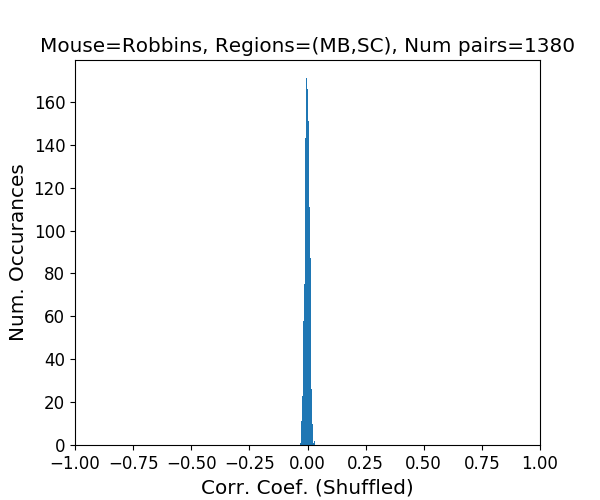 Mouse=Robbins, Regions=(MB,SC), Num pairs=1380
160
140
120
100
80
60
40
20
0
Num. Occurances
−1.00 −0.75 −0.50 −0.25 0.00 0.25 0.50 0.75 1.00
Corr. Coef. (Shuffled)